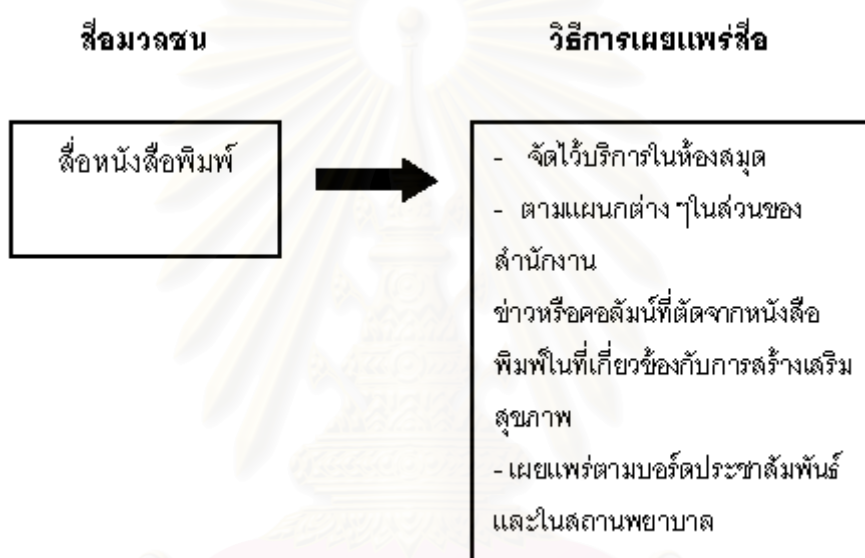 สื่อมวลชน
วิธีการเผยแพร่สื่อ
สื่อหนังสือพิมพ์
- จัดไว้บริการในห้องสมุด
- ตามแผนกต่าง ๆในส่วนของ
สำนักงาน
ข่าวหรือคอลัมน์ที่ตัดจากหนังสือ
พิมพ์ในที่เกี่ยวข้องกับการสร้างเสริม
สุขภาพ
- เผยแพร่ตามบอร์ดประชาสัมพันธ์
และในสถานพยาบาล